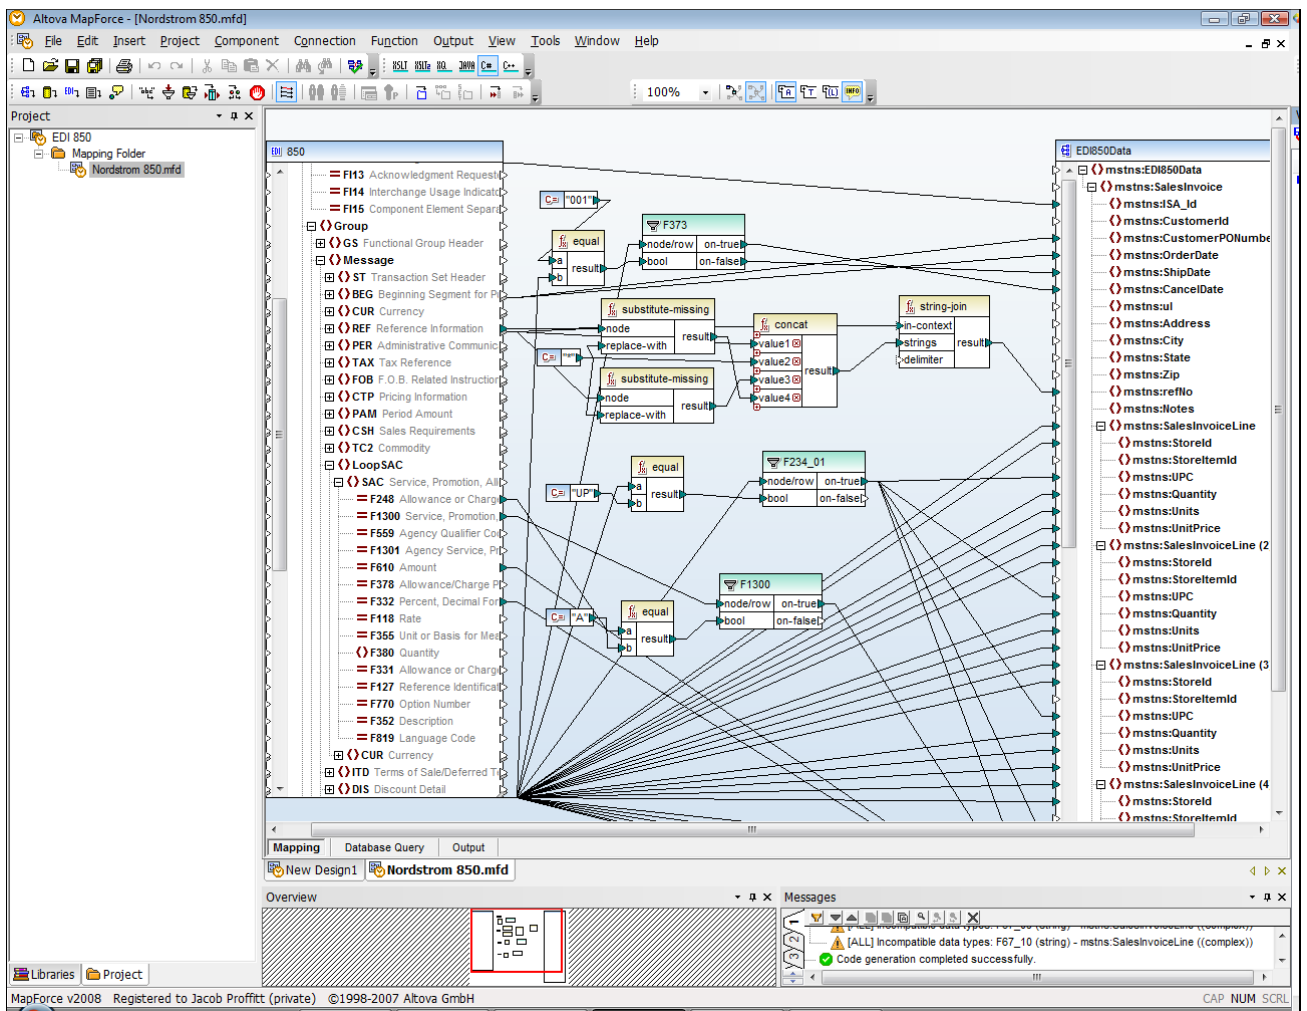 Altova MapForce - [Nordstrom 850.mfd]
File Edit Insert Project Component Connection Function Output View Tools Window Help
XSLT XSLT2 XQ.. JAVA C# C++
100%
INFO
Project
EDI 850
Mapping Folder
Nordstrom 850.mfd
Libraries Project
850
FI13 Acknowledgment Request
FI14 Interchange Usage Indicato
FI15 Component Element Separa
Group
GS Functional Group Header
Message
ST Transaction Set Header
BEG Beginning Segment for P
CUR Currency
REF Reference Information
PER Administrative Communic
TAX Tax Reference
FOB F.O.B. Related Instruction
CTP Pricing Information
PAM Period Amount
CSH Sales Requirements
TC2 Commodity
LoopSAC
SAC Service, Promotion, All
F248 Allowance or Charg
F1300 Service, Promotion,
F559 Agency Qualifier Co
F1301 Agency Service, Pr
F610 Amount
F378 Allowance/Charge P
F332 Percent, Decimal For
F118 Rate
F355 Unit or Basis for Mea
F380 Quantity
F331 Allowance or Charg
F127 Reference Identificat
F770 Option Number
F352 Description
F819 Language Code
CUR Currency
ITD Terms of Sale/Deferred T
DIS Discount Detail
C= "001"
equal
a
b
result
F373
node/row on-true
bool on-false
substitute-missing
node
replace-with
result
C=
substitute-missing
node
replace-with
result
concat
value1
value2
value3
value4
result
string-join
in-context
strings
delimiter
result
C= "UP"
equal
a
b
result
F234_01
node/row on-true
bool on-false
C= "A"
equal
a
b
result
F1300
node/row on-true
bool on-false
EDI850Data
mstns:EDI850Data
mstns:SalesInvoice
mstns:ISA_Id
mstns:CustomerId
mstns:CustomerPONumbe
mstns:OrderDate
mstns:ShipDate
mstns:CancelDate
mstns:ul
mstns:Address
mstns:City
mstns:State
mstns:Zip
mstns:refNo
mstns:Notes
mstns:SalesInvoiceLine
mstns:StoreId
mstns:StoreItemId
mstns:UPC
mstns:Quantity
mstns:Units
mstns:UnitPrice
mstns:SalesInvoiceLine (2
mstns:StoreId
mstns:StoreItemId
mstns:UPC
mstns:Quantity
mstns:Units
mstns:UnitPrice
mstns:SalesInvoiceLine (3
mstns:StoreId
mstns:StoreItemId
mstns:UPC
mstns:Quantity
mstns:Units
mstns:UnitPrice
mstns:SalesInvoiceLine (4
mstns:StoreId
mstns:StoreItemId
Mapping Database Query Output
New Design1 Nordstrom 850.mfd
Overview
Messages
1
2
3
[ALL] Incompatible data types: F67_10 (string) - mstns:SalesInvoiceLine ((complex))
Code generation completed successfully.
MapForce v2008 Registered to Jacob Proffitt (private) ©1998-2007 Altova GmbH
CAP NUM SCRL